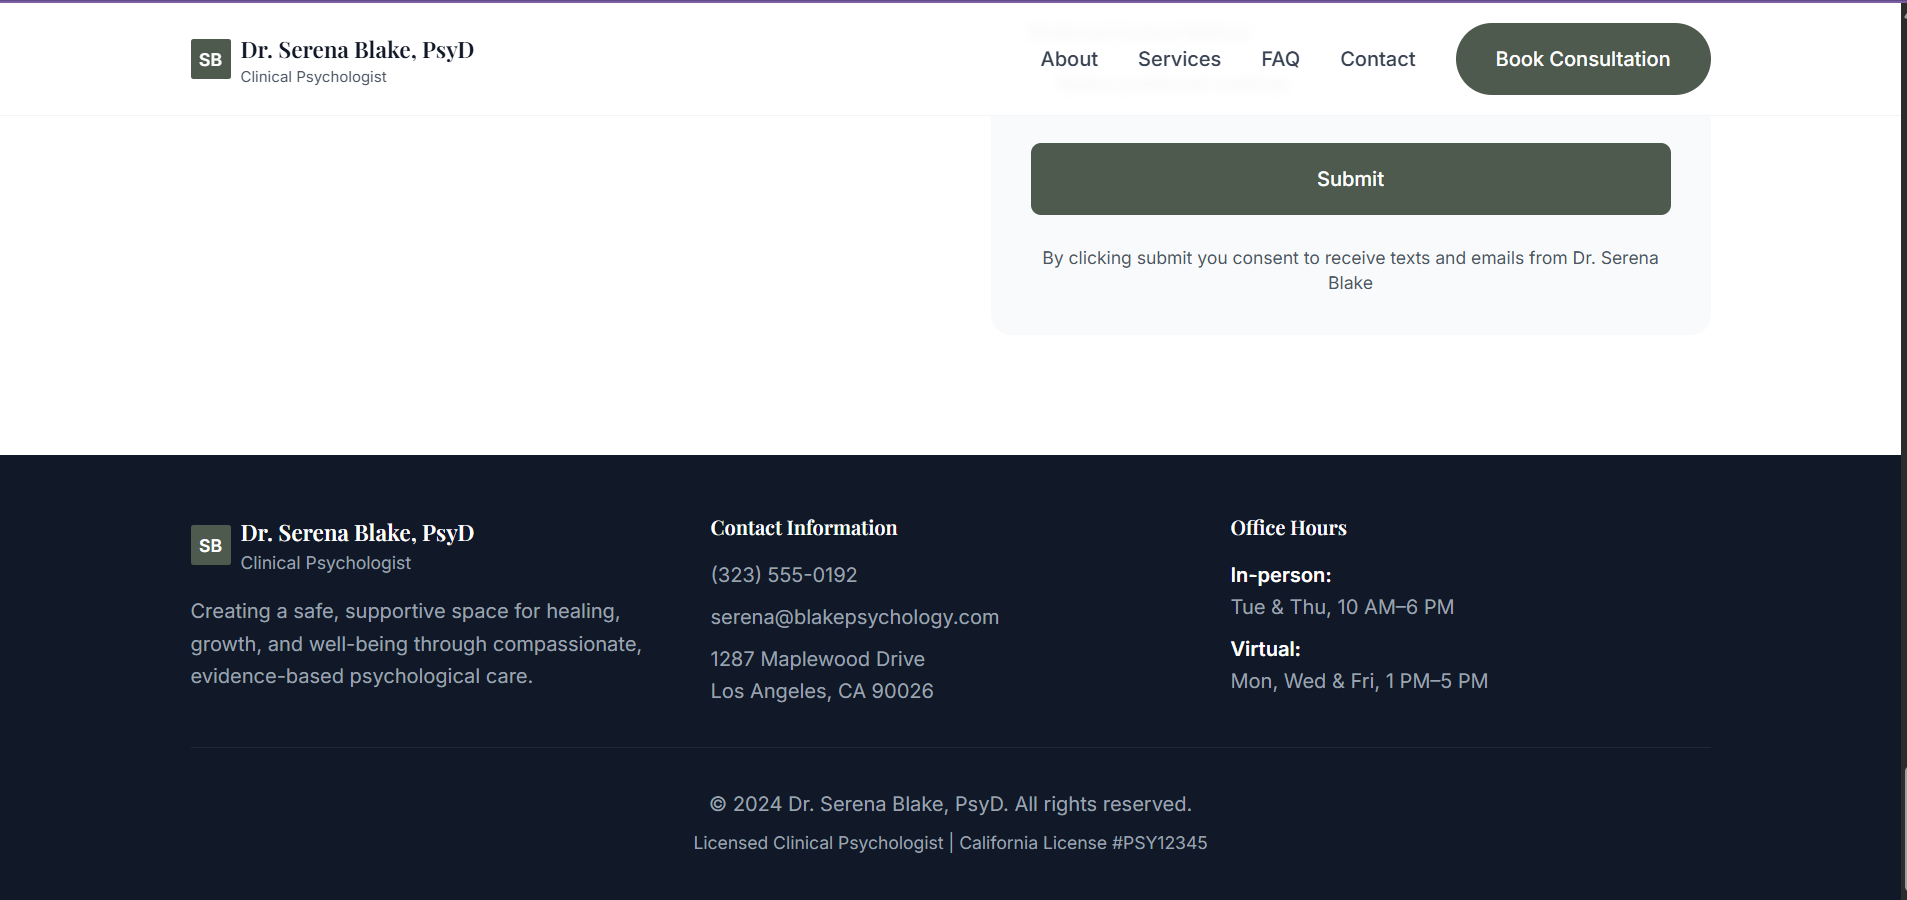 SB
Dr. Serena Blake, PsyD
Clinical Psychologist
About
Services
FAQ
Contact
Book Consultation
Submit
By clicking submit you consent to receive texts and emails from Dr. Serena
Blake
SB
Dr. Serena Blake, PsyD
Clinical Psychologist
Creating a safe, supportive space for healing,
growth, and well-being through compassionate,
evidence-based psychological care.
Contact Information
(323) 555-0192
serena@blakepsychology.com
1287 Maplewood Drive
Los Angeles, CA 90026
Office Hours
In-person:
Tue & Thu, 10 AM–6 PM
Virtual:
Mon, Wed & Fri, 1 PM–5 PM
© 2024 Dr. Serena Blake, PsyD. All rights reserved.
Licensed Clinical Psychologist | California License #PSY12345